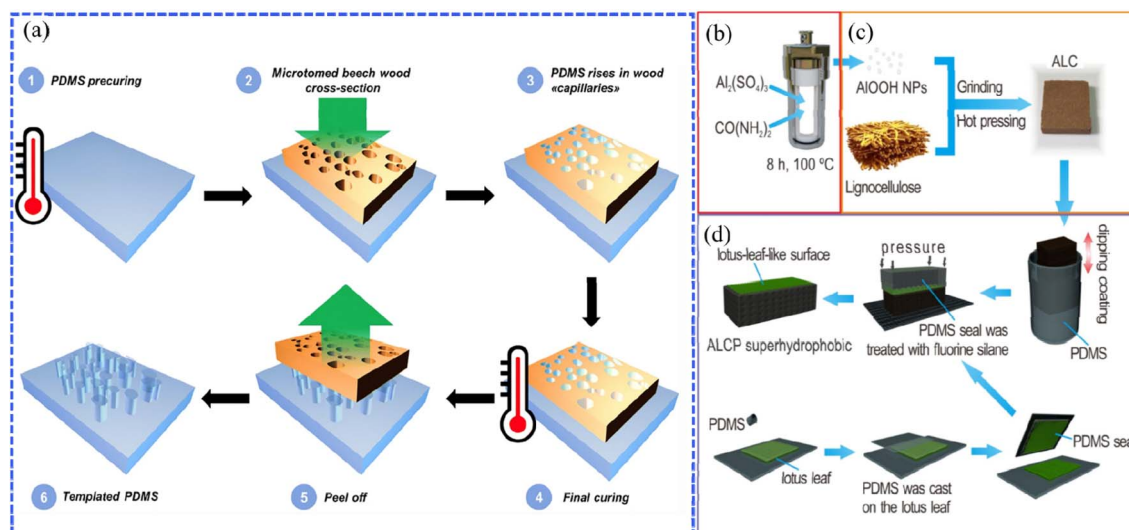 (a)
1 PDMS precuring
2 Microtomed beech wood
cross-section
3 PDMS rises in wood
«capillaries»
6 Templated PDMS
5 Peel off
4 Final curing
(b)
Al₂(SO₄)₃
CO(NH₂)₂
8 h, 100 ºC
(c)
AlOOH NPs
Lignocellulose
Grinding
Hot pressing
ALC
(d)
lotus-leaf-like surface
ALCP superhydrophobic
pressure
PDMS seal was
treated with fluorine silane
dipping coating
PDMS
PDMS
lotus leaf
PDMS was cast
on the lotus leaf
PDMS sea